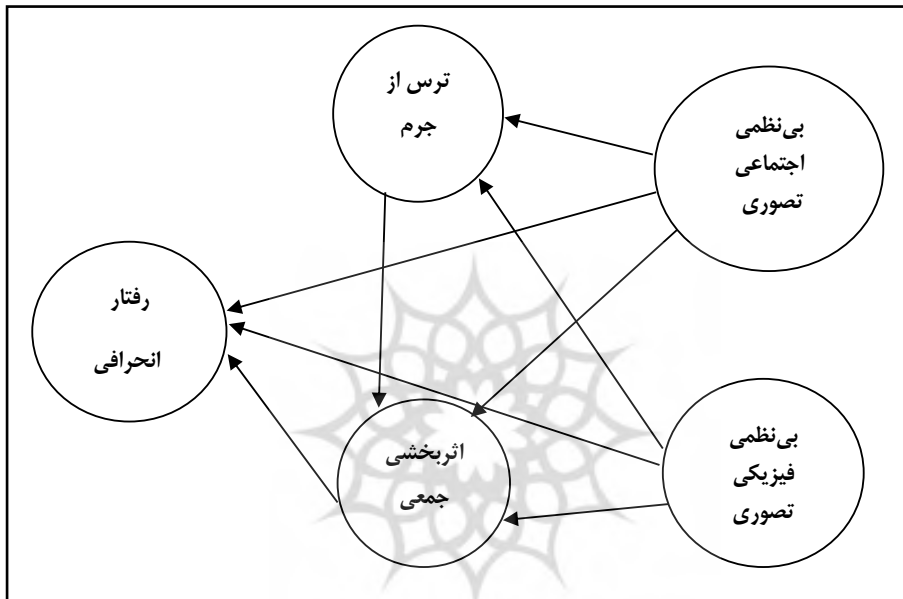 ترس از
جرم
بی‌نظمی
اجتماعی
تصوری
رفتار
انحرافی
اثربخشی
جمعی
بی‌نظمی
فیزیکی
تصوری